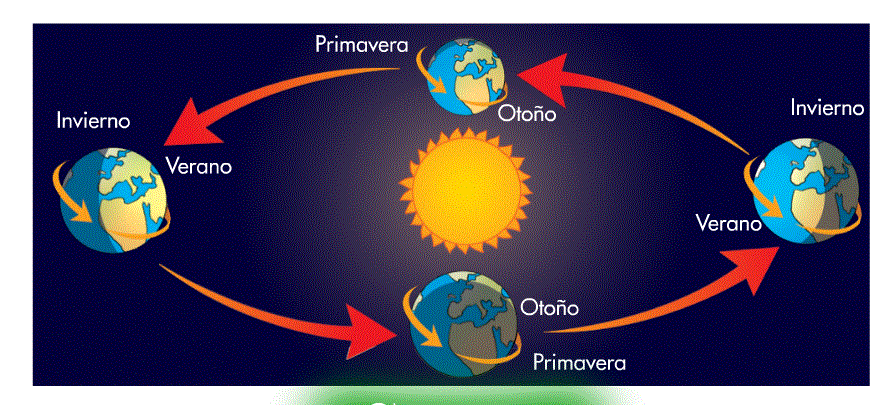 Primavera
Otoño
Invierno
Verano
Invierno
Verano
Otoño
Primavera